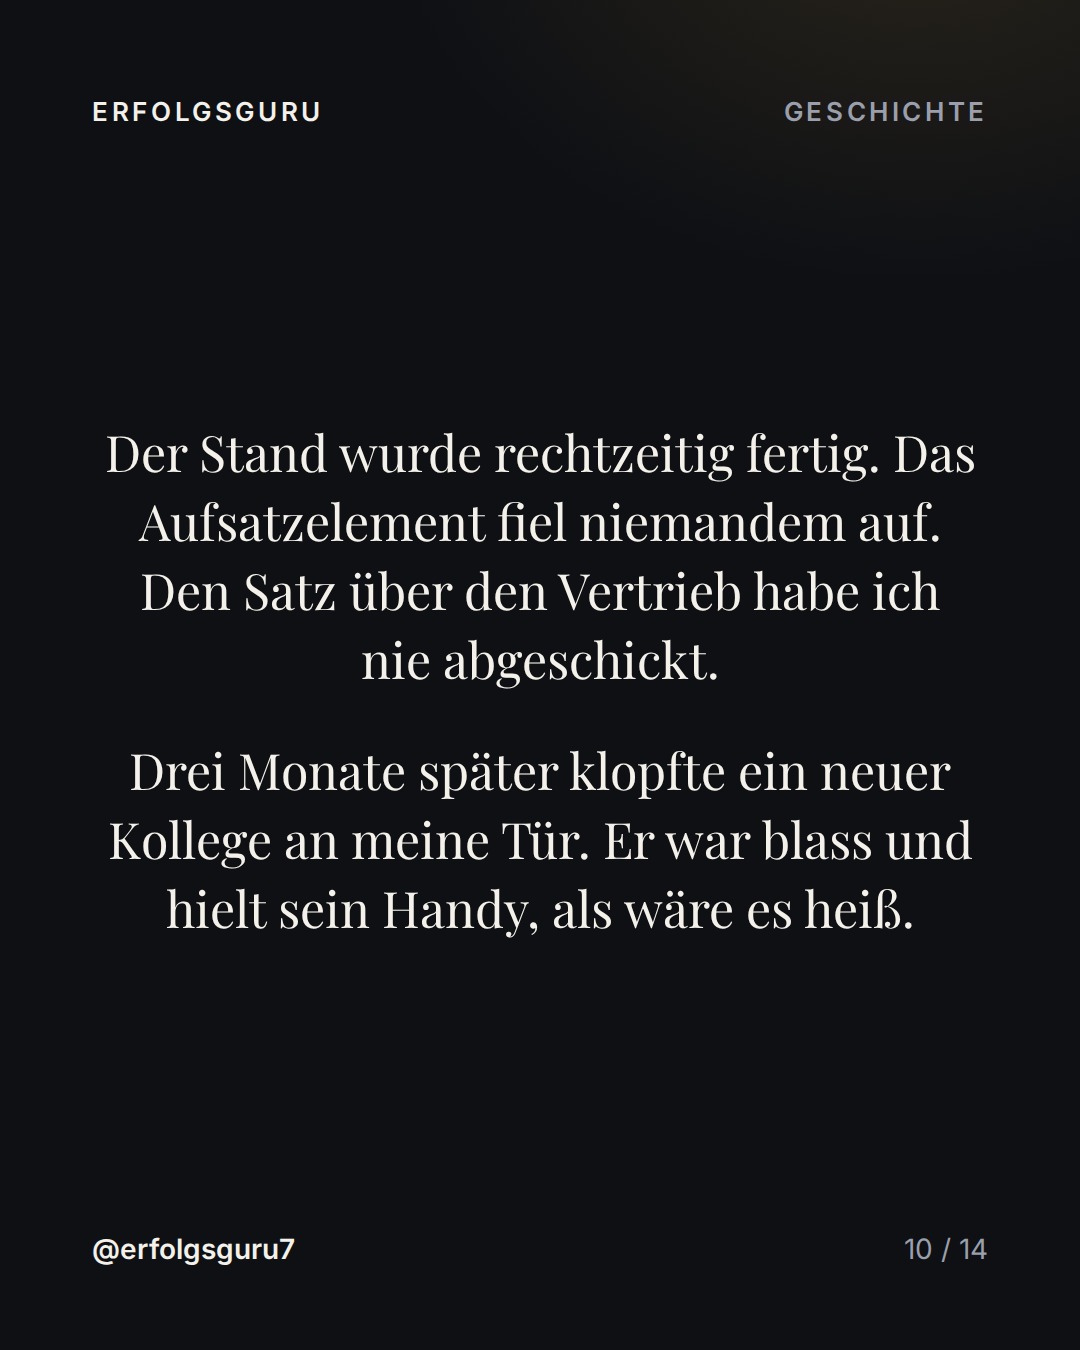 ERFOLGSGURU
GESCHICHTE
Der Stand wurde rechtzeitig fertig. Das
Aufsatzelement fiel niemandem auf.
Den Satz über den Vertrieb habe ich
nie abgeschickt.
Drei Monate später klopfte ein neuer
Kollege an meine Tür. Er war blass und
hielt sein Handy, als wäre es heiß.
@erfolgsguru7
10 / 14